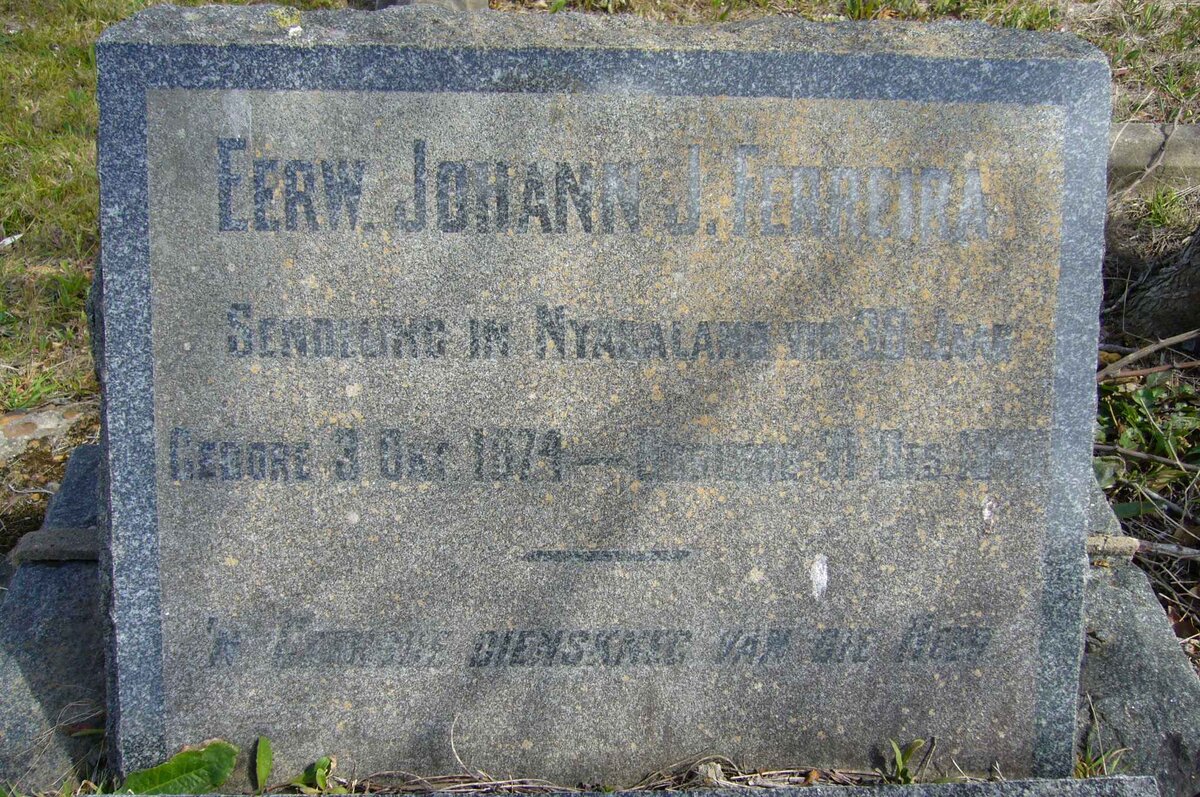 EERW. JOHANN J. FERREIRA
SENDELING IN NYASALAND VIR 38 JAAR
GEBORE 3 OKT. 1874 — OORLEDE 31 DES.
'N GETROUE DIENSKNEG VAN DIE HEER